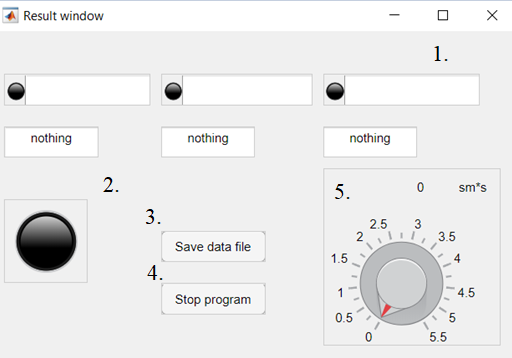 Result window
1.
nothing nothing nothing
2.
3.
Save data file
4.
Stop program
5.
0 sm*s
0 0.5 1 1.5 2 2.5 3 3.5 4 4.5 5 5.5